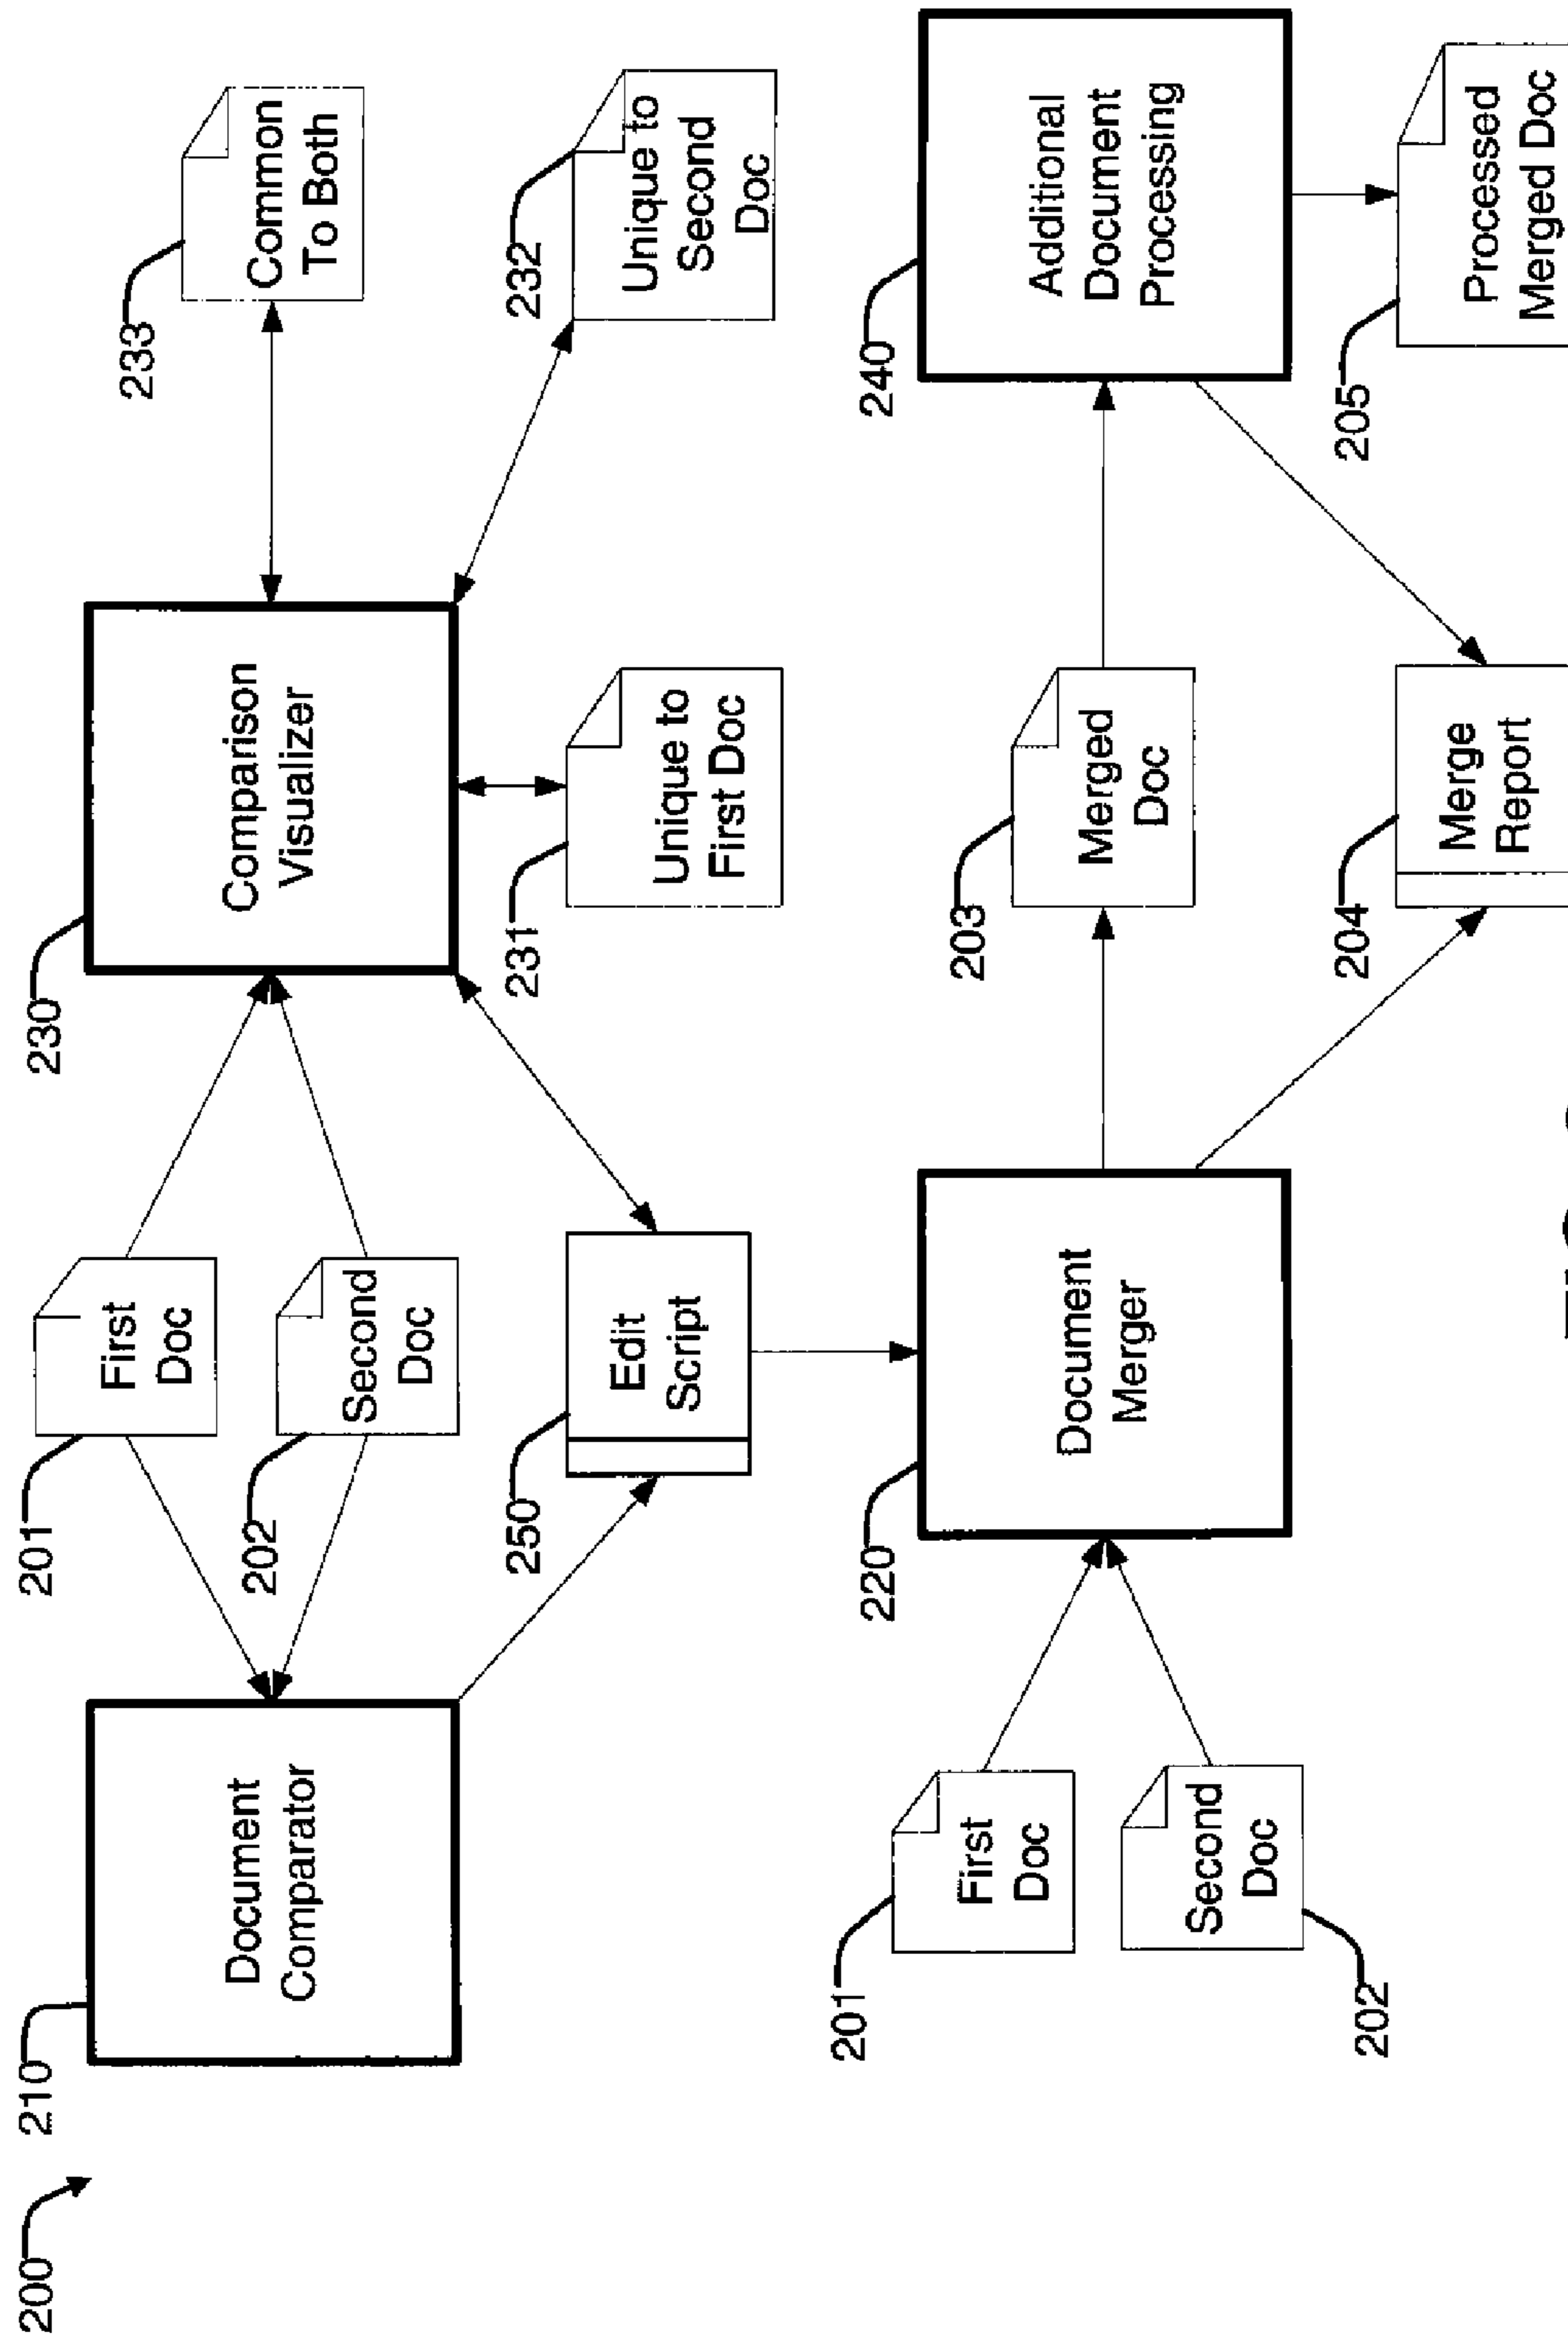 200
210
Document
Comparator
201
First
Doc
202
Second
Doc
250
Edit
Script
230
Comparison
Visualizer
231
Unique to
First Doc
233
Common
To Both
232
Unique to
Second
Doc
201
First
Doc
202
Second
Doc
220
Document
Merger
203
Merged
Doc
204
Merge
Report
240
Additional
Document
Processing
205
Processed
Merged Doc